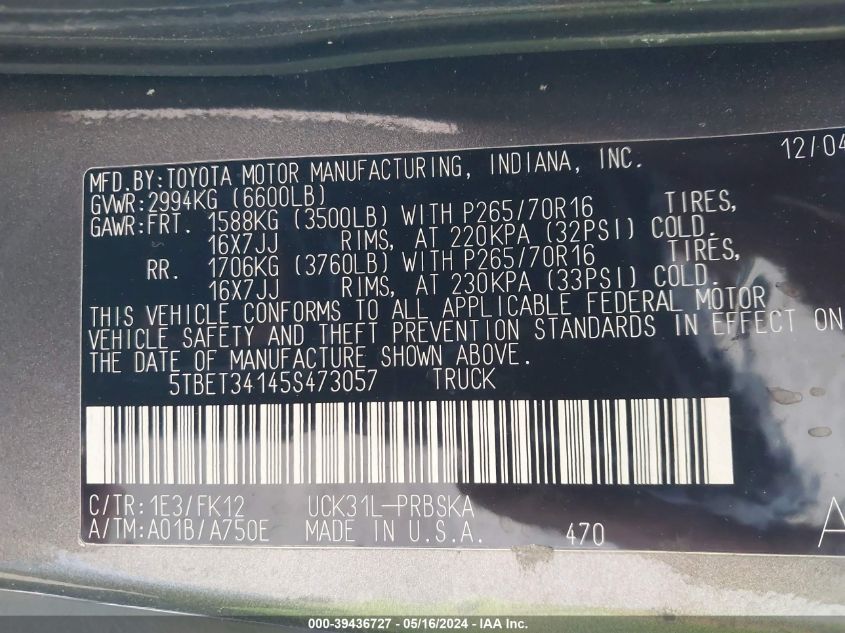 12/04
MFD.BY:TOYOTA MOTOR MANUFACTURING, INDIANA, INC.
GVWR:2994KG (6600LB)
GAWR:FRT. 1588KG (3500LB) WITH P265/70R16 TIRES,
16X7JJ RIMS, AT 220KPA (32PSI) COLD.
RR. 1706KG (3760LB) WITH P265/70R16 TIRES,
16X7JJ RIMS, AT 230KPA (33PSI) COLD.
THIS VEHICLE CONFORMS TO ALL APPLICABLE FEDERAL MOTOR
VEHICLE SAFETY AND THEFT PREVENTION STANDARDS IN EFFECT ON
THE DATE OF MANUFACTURE SHOWN ABOVE.
5TBET34145S473057 TRUCK
C/TR:1E3/FK12 UCK31L-PRBSKA
A/TM:A01B/A750E MADE IN U.S.A. 470 A
000-39436727 - 05/16/2024 - IAA Inc.